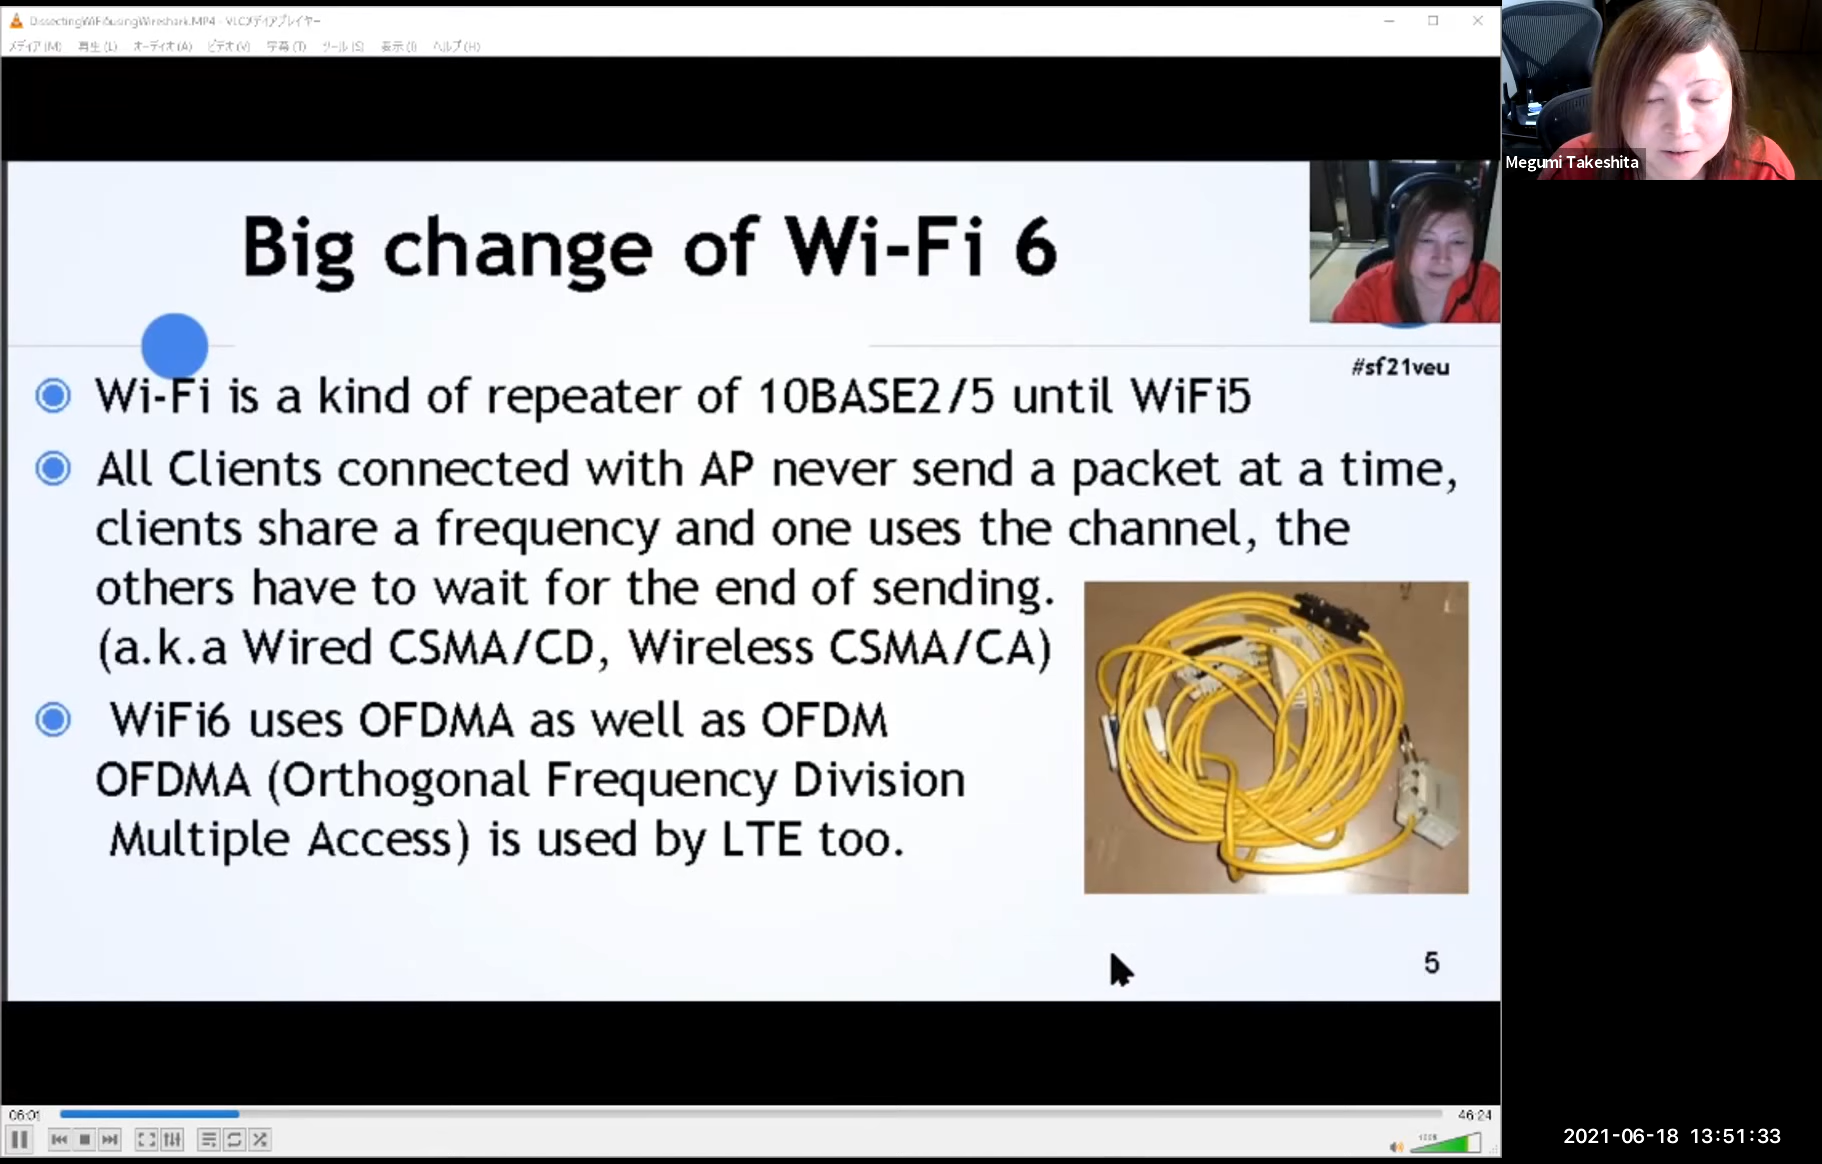 DissectingWiFi6usingWireshark.MP4 - VLCメディアプレイヤー
メディア(M) 再生(L) オーディオ(A) ビデオ(V) 字幕(T) ツール(S) 表示(I) ヘルプ(H)
Megumi Takeshita
Big change of Wi-Fi 6
#sf21veu
Wi-Fi is a kind of repeater of 10BASE2/5 until WiFi5
All Clients connected with AP never send a packet at a time,
clients share a frequency and one uses the channel, the
others have to wait for the end of sending.
(a.k.a Wired CSMA/CD, Wireless CSMA/CA)
WiFi6 uses OFDMA as well as OFDM
OFDMA (Orthogonal Frequency Division
Multiple Access) is used by LTE too.
5
06:01
46:24
100%
2021-06-18 13:51:33